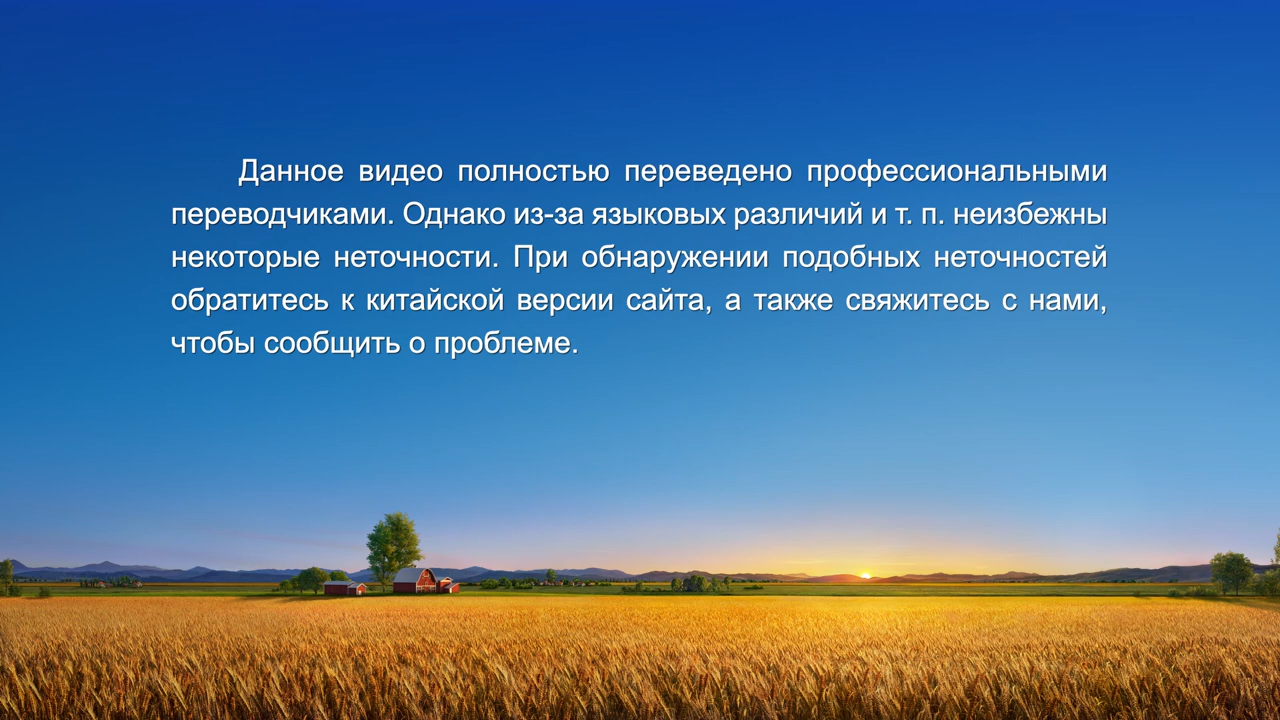 Данное видео полностью переведено профессиональными
переводчиками. Однако из-за языковых различий и т. п. неизбежны
некоторые неточности. При обнаружении подобных неточностей
обратитесь к китайской версии сайта, а также свяжитесь с нами,
чтобы сообщить о проблеме.